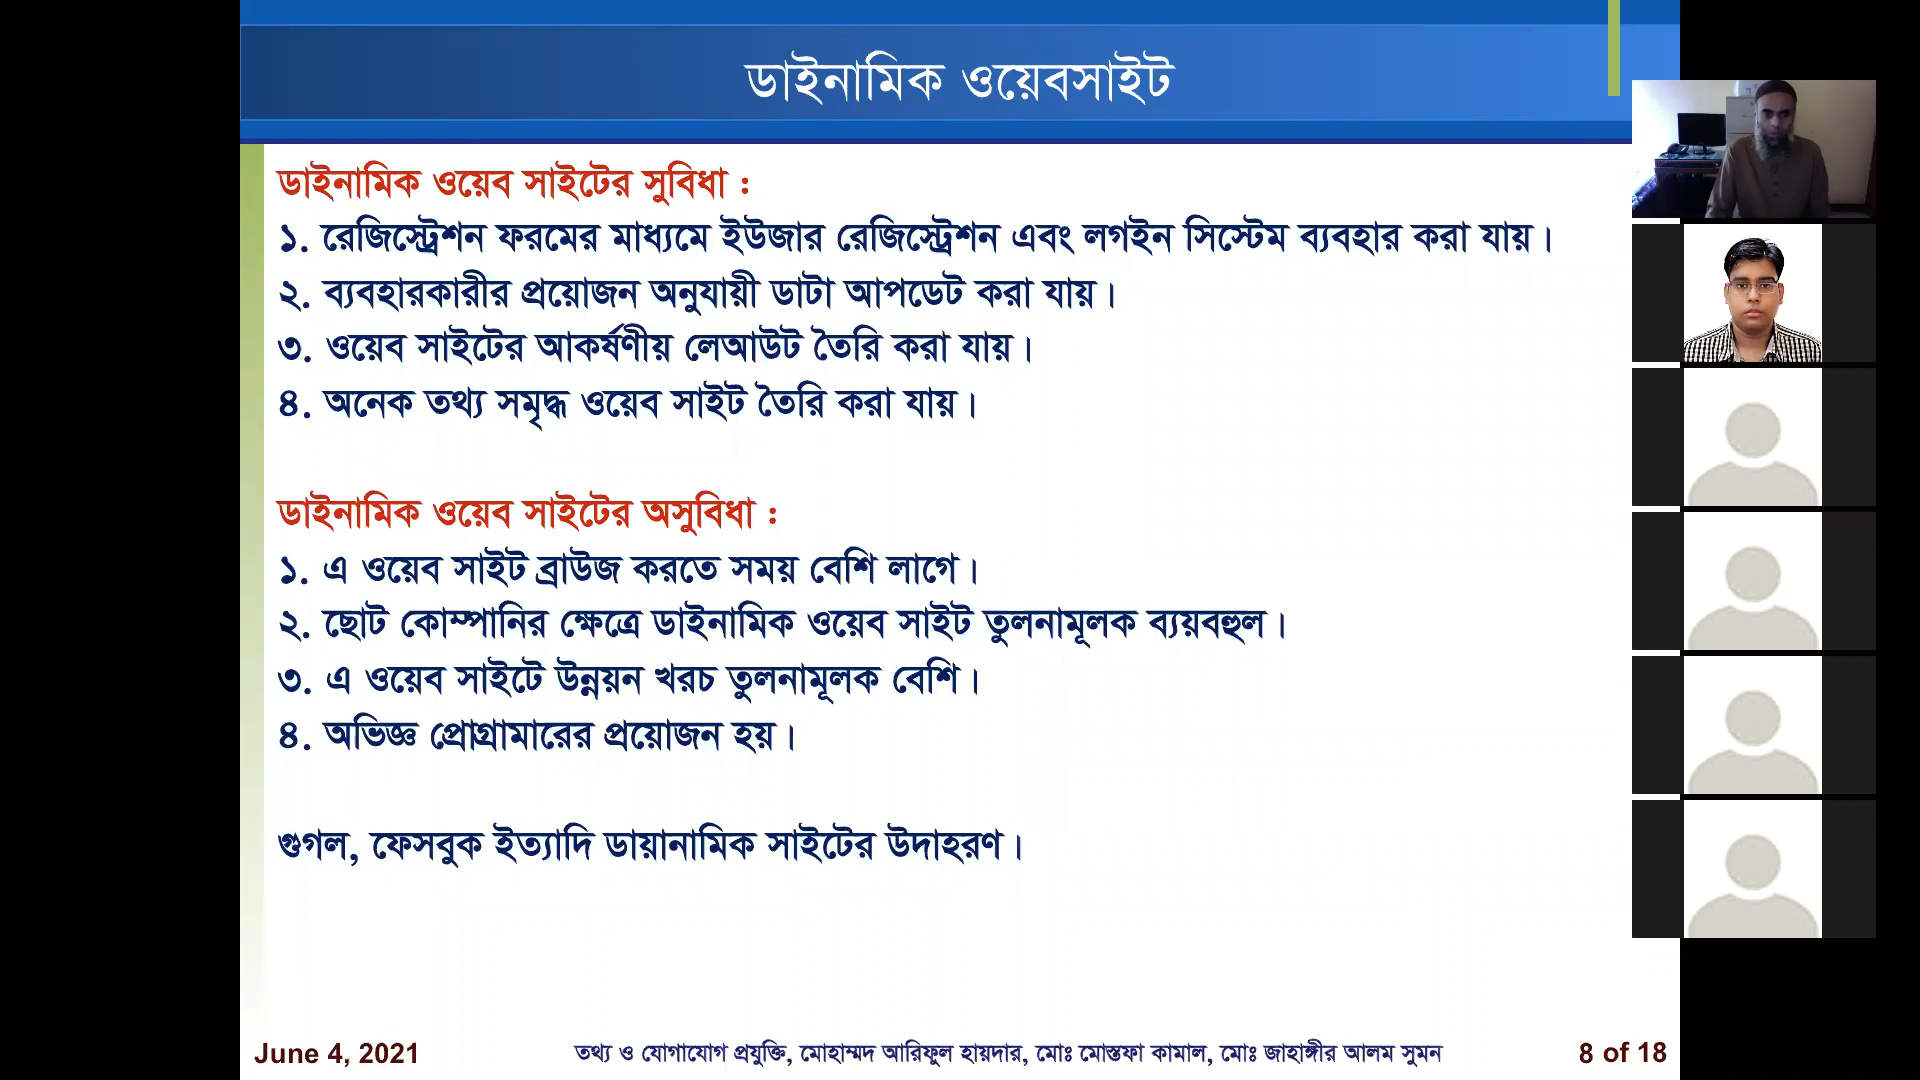 ডাইনামিক ওয়েবসাইট
ডাইনামিক ওয়েব সাইটের সুবিধা :
১. রেজিস্ট্রেশন ফরমের মাধ্যমে ইউজার রেজিস্ট্রেশন এবং লগইন সিস্টেম ব্যবহার করা যায়।
২. ব্যবহারকারীর প্রয়োজন অনুযায়ী ডাটা আপডেট করা যায়।
৩. ওয়েব সাইটের আকর্ষণীয় লেআউট তৈরি করা যায়।
৪. অনেক তথ্য সমৃদ্ধ ওয়েব সাইট তৈরি করা যায়।
ডাইনামিক ওয়েব সাইটের অসুবিধা :
১. এ ওয়েব সাইট ব্রাউজ করতে সময় বেশি লাগে।
২. ছোট কোম্পানির ক্ষেত্রে ডাইনামিক ওয়েব সাইট তুলনামূলক ব্যয়বহুল।
৩. এ ওয়েব সাইটে উন্নয়ন খরচ তুলনামূলক বেশি।
৪. অভিজ্ঞ প্রোগ্রামারের প্রয়োজন হয়।
গুগল, ফেসবুক ইত্যাদি ডায়ানামিক সাইটের উদাহরণ।
June 4, 2021 তথ্য ও যোগাযোগ প্রযুক্তি, মোহাম্মদ আরিফুল হায়দার, মোঃ মোস্তফা কামাল, মোঃ জাহাঙ্গীর আলম সুমন 8 of 18